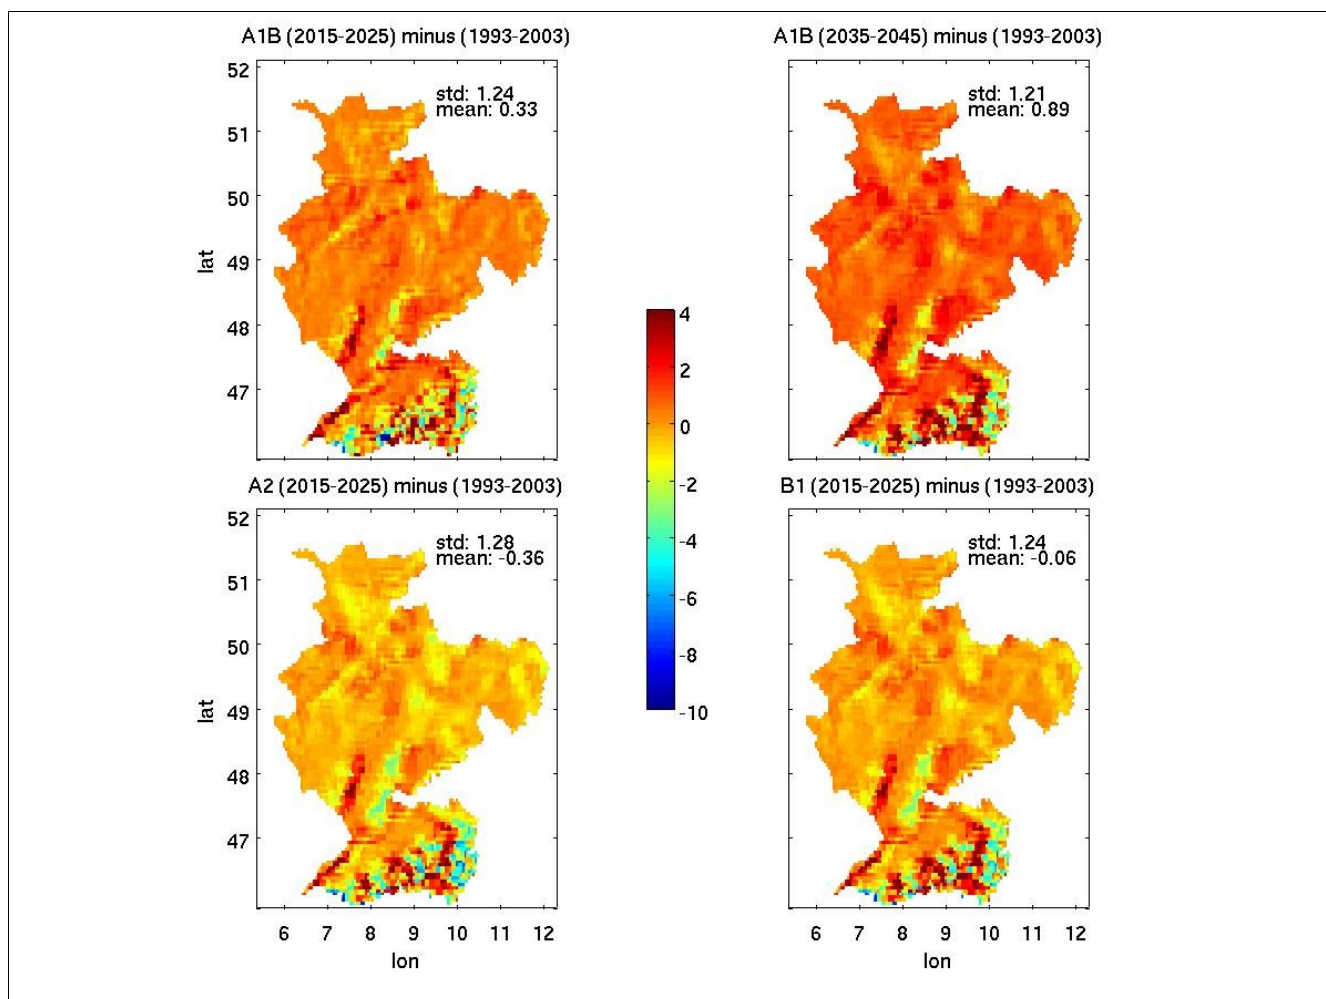 A1B (2015-2025) minus (1993-2003)
A1B (2035-2045) minus (1993-2003)
std: 1.24
mean: 0.33
std: 1.21
mean: 0.89
52
51
50
49
48
47
lat
4
2
0
-2
-4
-6
-8
-10
A2 (2015-2025) minus (1993-2003)
B1 (2015-2025) minus (1993-2003)
std: 1.28
mean: -0.36
std: 1.24
mean: -0.06
52
51
50
49
48
47
lat
6 7 8 9 10 11 12
lon
6 7 8 9 10 11 12
lon